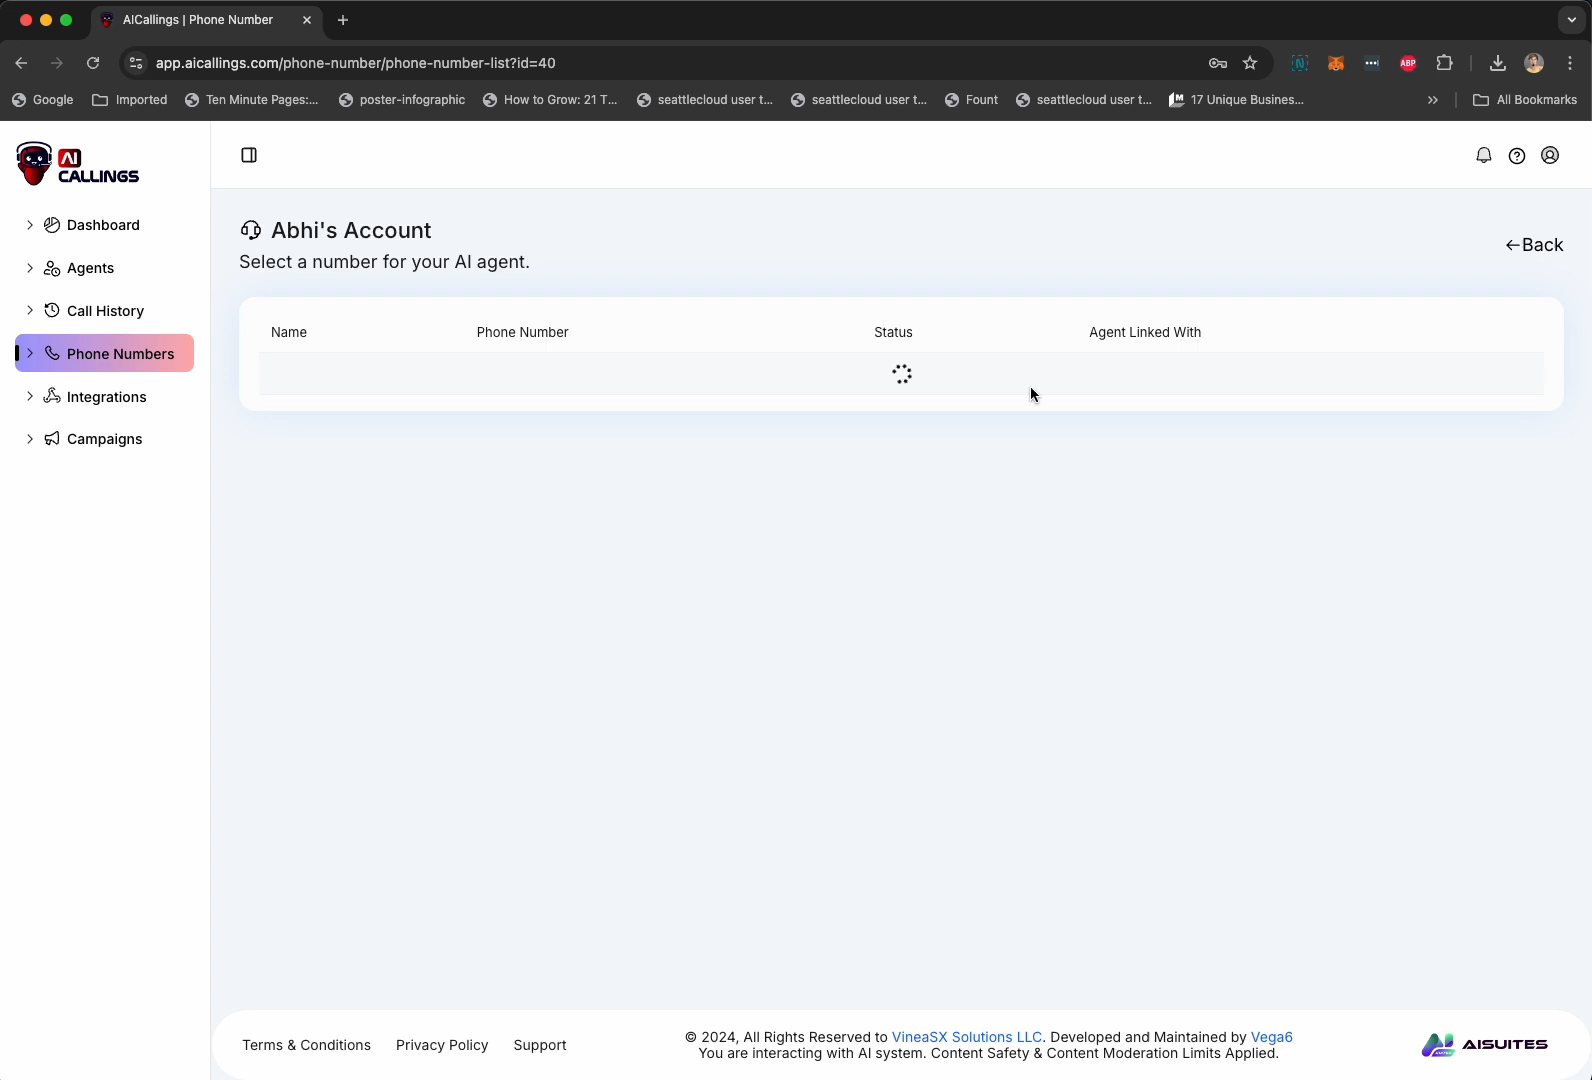 AICallings | Phone Number
app.aicallings.com/phone-number/phone-number-list?id=40
ABP
Google
Imported
Ten Minute Pages:...
poster-infographic
How to Grow: 21 T...
seattlecloud user t...
seattlecloud user t...
Fount
seattlecloud user t...
17 Unique Busines...
All Bookmarks
AI
CALLINGS
Dashboard
Agents
Call History
Phone Numbers
Integrations
Campaigns
Abhi's Account
Select a number for your AI agent.
←Back
Name Phone Number Status Agent Linked With
Terms & Conditions Privacy Policy Support
© 2024, All Rights Reserved to VineaSX Solutions LLC. Developed and Maintained by Vega6
You are interacting with AI system. Content Safety & Content Moderation Limits Applied.
AISUITES